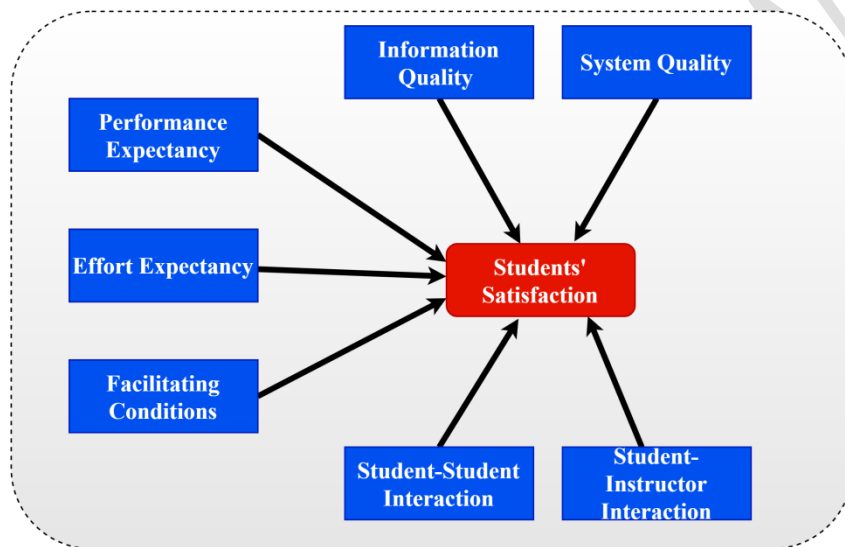 Information
Quality
System Quality
Performance
Expectancy
Effort Expectancy
Students'
Satisfaction
Facilitating
Conditions
Student-Student
Interaction
Student-
Instructor
Interaction